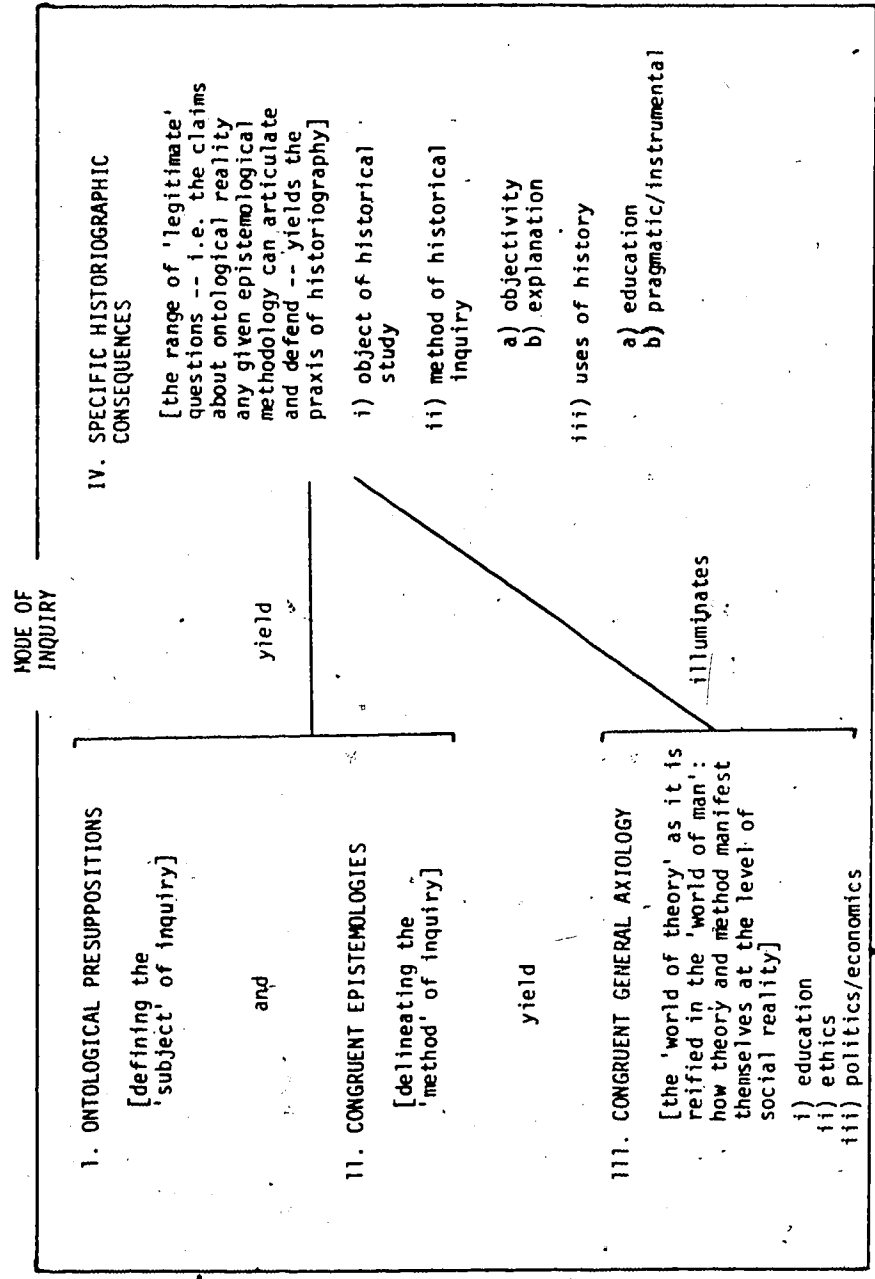 MODE OF
INQUIRY
I. ONTOLOGICAL PRESUPPOSITIONS
[defining the
'subject' of inquiry]
and
II. CONGRUENT EPISTEMOLOGIES
[delineating the
'method' of inquiry]
yield
III. CONGRUENT GENERAL AXIOLOGY
[the 'world of theory' as it is
reified in the 'world of man':
how theory and method manifest
themselves at the level of
social reality]
i) education
ii) ethics
iii) politics/economics
yield
illuminates
IV. SPECIFIC HISTORIOGRAPHIC
CONSEQUENCES
[the range of 'legitimate'
questions -- i.e. the claims
about ontological reality
any given epistemological
methodology can articulate
and defend -- yields the
praxis of historiography]
i) object of historical
study
ii) method of historical
inquiry
a) objectivity
b) explanation
iii) uses of history
a) education
b) pragmatic/instrumental